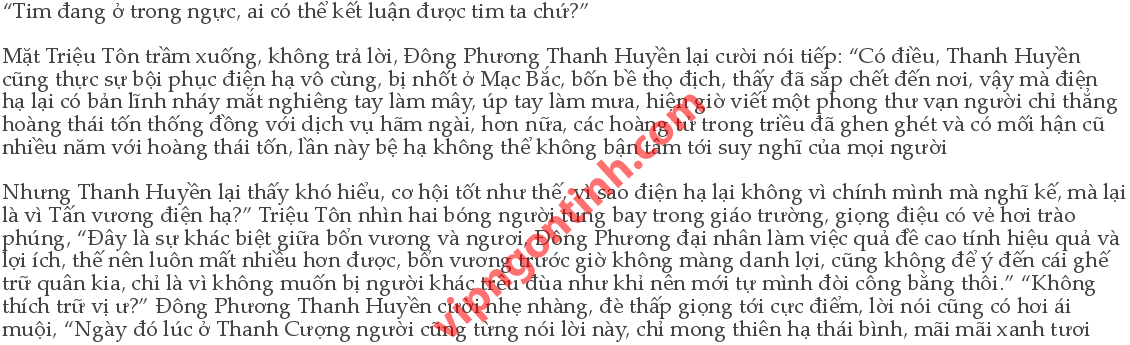 “Tim đang ở trong ngực, ai có thể kết luận được tim ta chứ?”
Mặt Triệu Tôn trầm xuống, không trả lời, Đông Phương Thanh Huyền lại cười nói tiếp: “Có điều, Thanh Huyền
cũng thực sự bội phục điện hạ vô cùng, bị nhốt ở Mạc Bắc, bốn bề thọ địch, thấy đã sắp chết đến nơi, vậy mà điện
hạ lại có bản lĩnh nháy mắt nghiêng tay làm mây, úp tay làm mưa, hiện giờ viết một phong thư vạn người chỉ thẳng
hoàng thái tốn thống đồng với dịch vụ hãm ngài, hơn nữa, các hoàng tử trong triều đã ghen ghét và có mối hận cũ
nhiều năm với hoàng thái tốn, lần này bệ hạ không thể không bận tâm tới suy nghĩ của mọi người
Nhưng Thanh Huyền lại thấy khó hiểu, cơ hội tốt như thế, vì sao điện hạ lại không vì chính mình mà nghĩ kế, mà lại
là vì Tấn vương điện hạ?” Triệu Tôn nhìn hai bóng người tung bay trong giáo trường, giọng điệu có vẻ hơi trào
phúng, “Đây là sự khác biệt giữa bổn vương và ngươi. Đông Phương đại nhân làm việc quả đề cao tính hiệu quả và
lợi ích, thế nên luôn mất nhiều hơn được, bổn vương trước giờ không màng danh lợi, cũng không để ý đến cái ghế
trữ quân kia, chỉ là vì không muốn bị người khác trêu đùa như khỉ nên mới tự mình đòi công bằng thôi.” “Không
thích trữ vị ư?” Đông Phương Thanh Huyền cười nhẹ nhàng, đè thấp giọng tới cực điểm, lời nói cũng có hơi ái
muội, “Ngày đó lúc ở Thanh Cượng người cũng từng nói lời này, chỉ mong thiên hạ thái bình, mãi mãi xanh tươi
vipngontinh.com